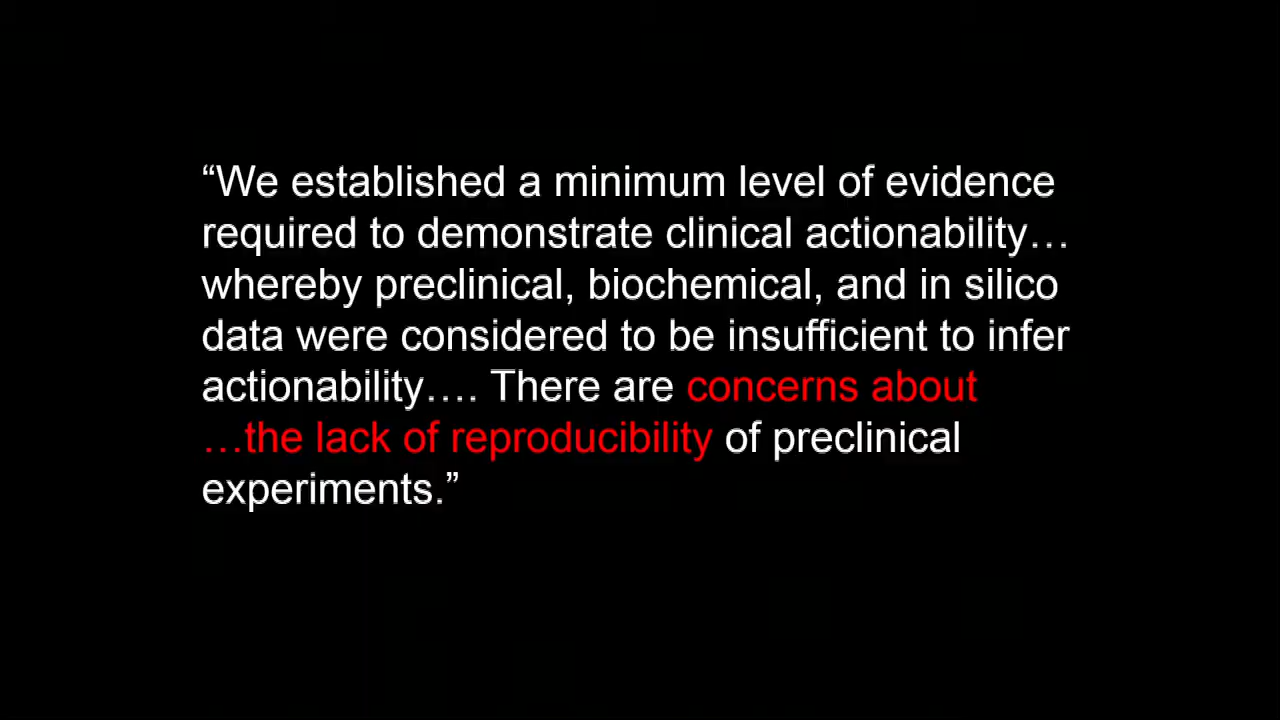 “We established a minimum level of evidence
required to demonstrate clinical actionability…
whereby preclinical, biochemical, and in silico
data were considered to be insufficient to infer
actionability…. There are concerns about
…the lack of reproducibility of preclinical
experiments.”